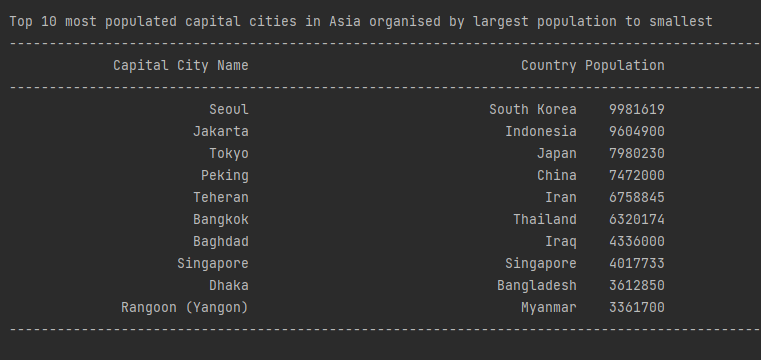 Top 10 most populated capital cities in Asia organised by largest population to smallest
----------------------------------------------------------------------------------------------
Capital City Name Country Population
----------------------------------------------------------------------------------------------
Seoul South Korea 9981619
Jakarta Indonesia 9604900
Tokyo Japan 7980230
Peking China 7472000
Teheran Iran 6758845
Bangkok Thailand 6320174
Baghdad Iraq 4336000
Singapore Singapore 4017733
Dhaka Bangladesh 3612850
Rangoon (Yangon) Myanmar 3361700
----------------------------------------------------------------------------------------------